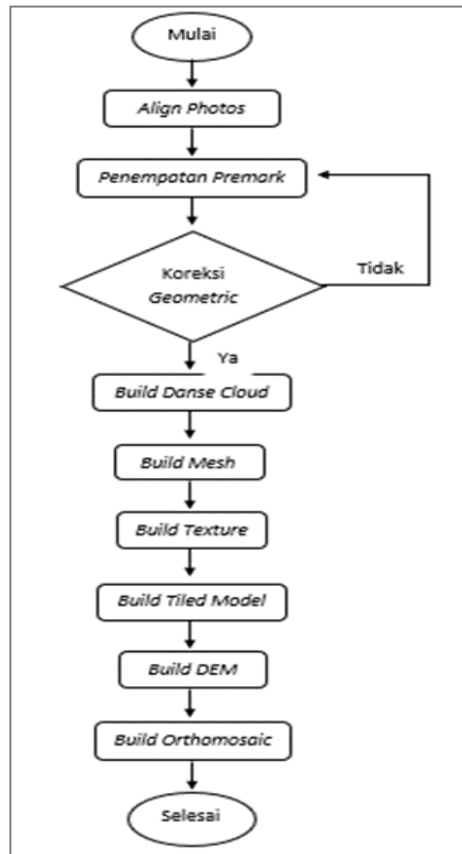 Mulai
Align Photos
Penempatan Premark
Koreksi
Geometric
Tidak
Ya
Build Danse Cloud
Build Mesh
Build Texture
Build Tiled Model
Build DEM
Build Orthomosaic
Selesai